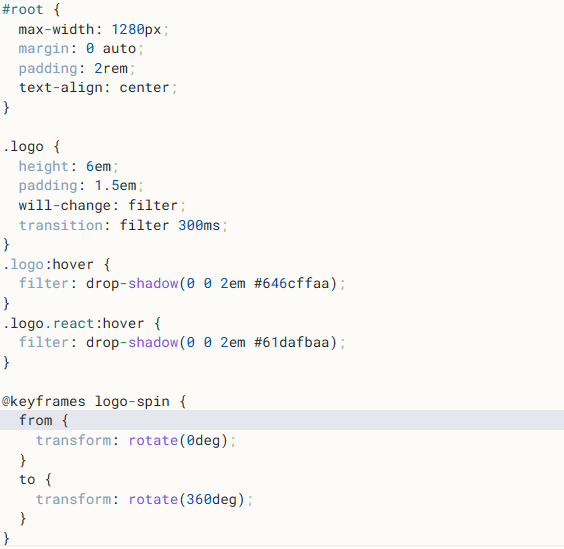 #root {
  max-width: 1280px;
  margin: 0 auto;
  padding: 2rem;
  text-align: center;
}

.logo {
  height: 6em;
  padding: 1.5em;
  will-change: filter;
  transition: filter 300ms;
}
.logo:hover {
  filter: drop-shadow(0 0 2em #646cffaa);
}
.logo.react:hover {
  filter: drop-shadow(0 0 2em #61dafbaa);
}

@keyframes logo-spin {
  from {
    transform: rotate(0deg);
  }
  to {
    transform: rotate(360deg);
  }
}